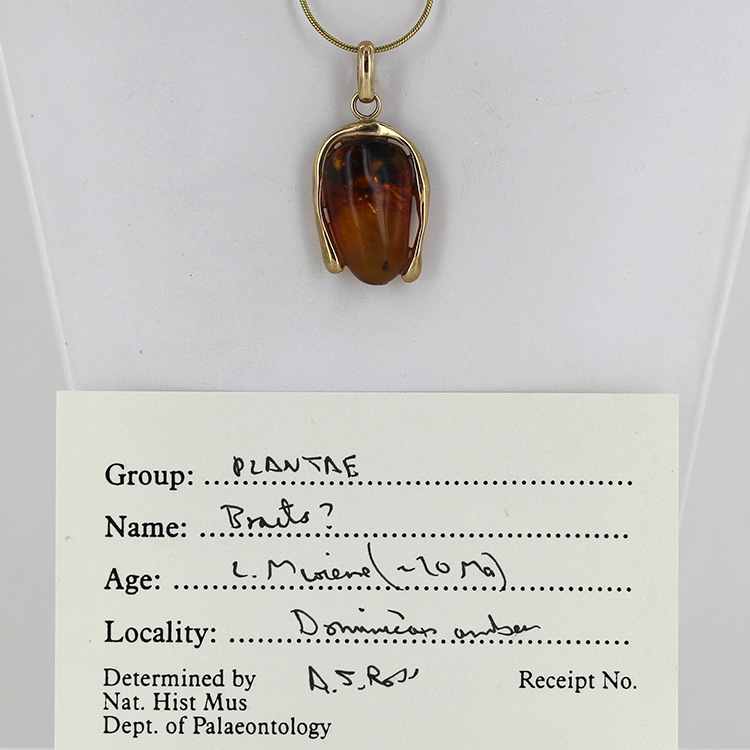 Group: PLANTAE
Name: Bracts?
Age: L. Miocene (~20 Ma)
Locality: Dominican amber
Determined by A.J. Ross Receipt No.
Nat. Hist Mus
Dept. of Palaeontology